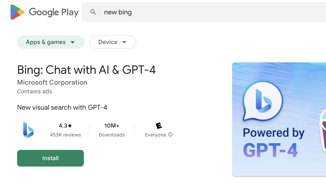 Google Play
new bing
Apps & games
Device
Bing: Chat with AI & GPT-4
Microsoft Corporation
Contains ads
New visual search with GPT-4
4.3★
453K reviews
10M+
Downloads
E
Everyone
Install
Powered by
GPT-4